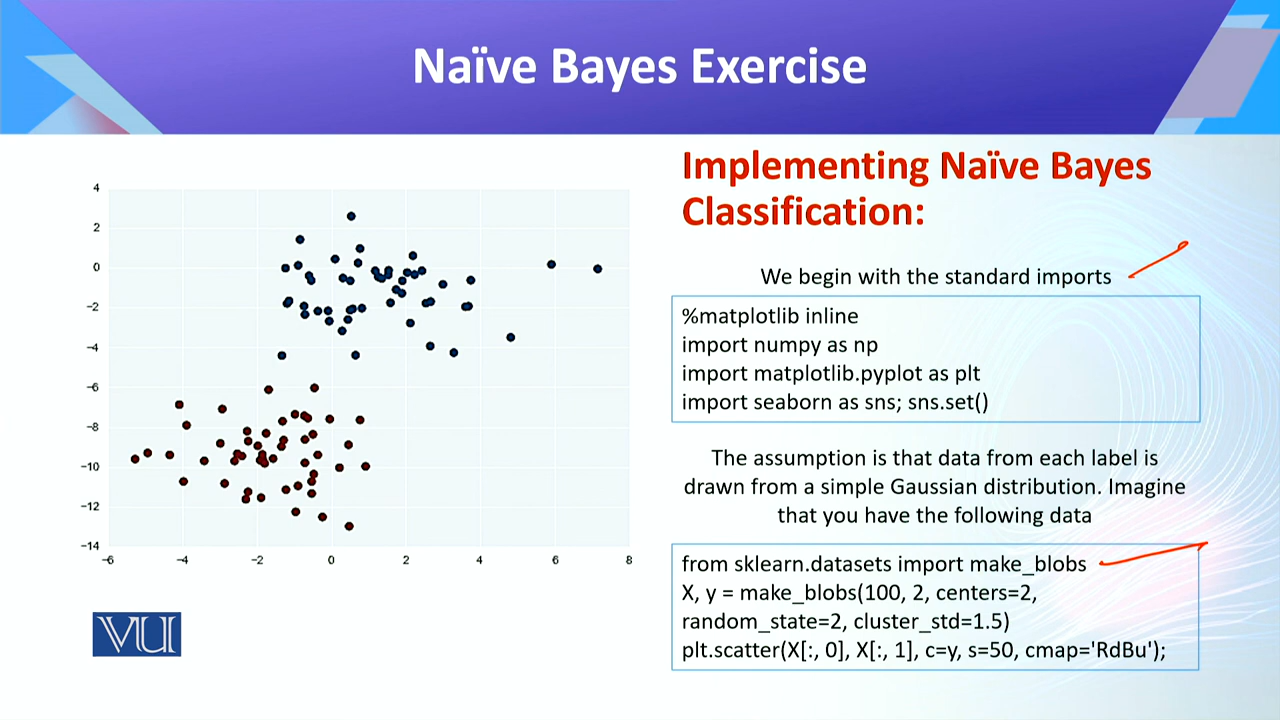 Naïve Bayes Exercise
4
2
0
−2
−4
−6
−8
−10
−12
−14
−6
−4
−2
0
2
4
6
8
VU
Implementing Naïve Bayes
Classification:
We begin with the standard imports
%matplotlib inline
import numpy as np
import matplotlib.pyplot as plt
import seaborn as sns; sns.set()
The assumption is that data from each label is
drawn from a simple Gaussian distribution. Imagine
that you have the following data
from sklearn.datasets import make_blobs
X, y = make_blobs(100, 2, centers=2,
random_state=2, cluster_std=1.5)
plt.scatter(X[:, 0], X[:, 1], c=y, s=50, cmap='RdBu');